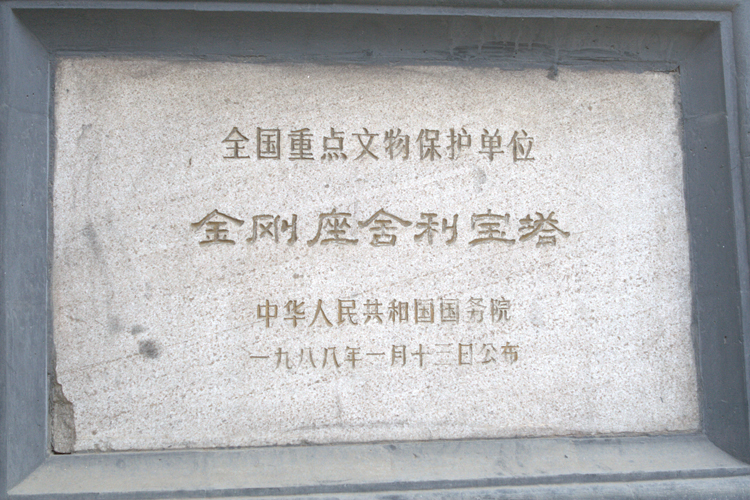 全国重点文物保护单位
金刚座舍利宝塔
中华人民共和国国务院
一九八八年一月十三日公布